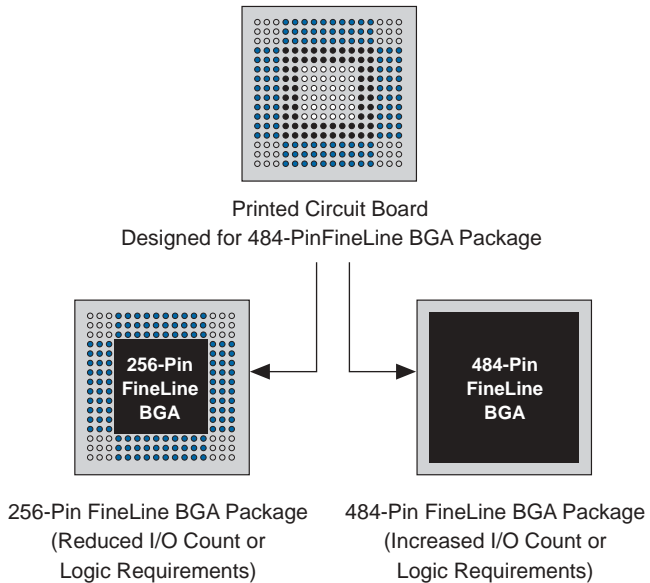 Printed Circuit Board
Designed for 484-PinFineLine BGA Package
256-Pin
FineLine
BGA
484-Pin
FineLine
BGA
256-Pin FineLine BGA Package
(Reduced I/O Count or
Logic Requirements)
484-Pin FineLine BGA Package
(Increased I/O Count or
Logic Requirements)